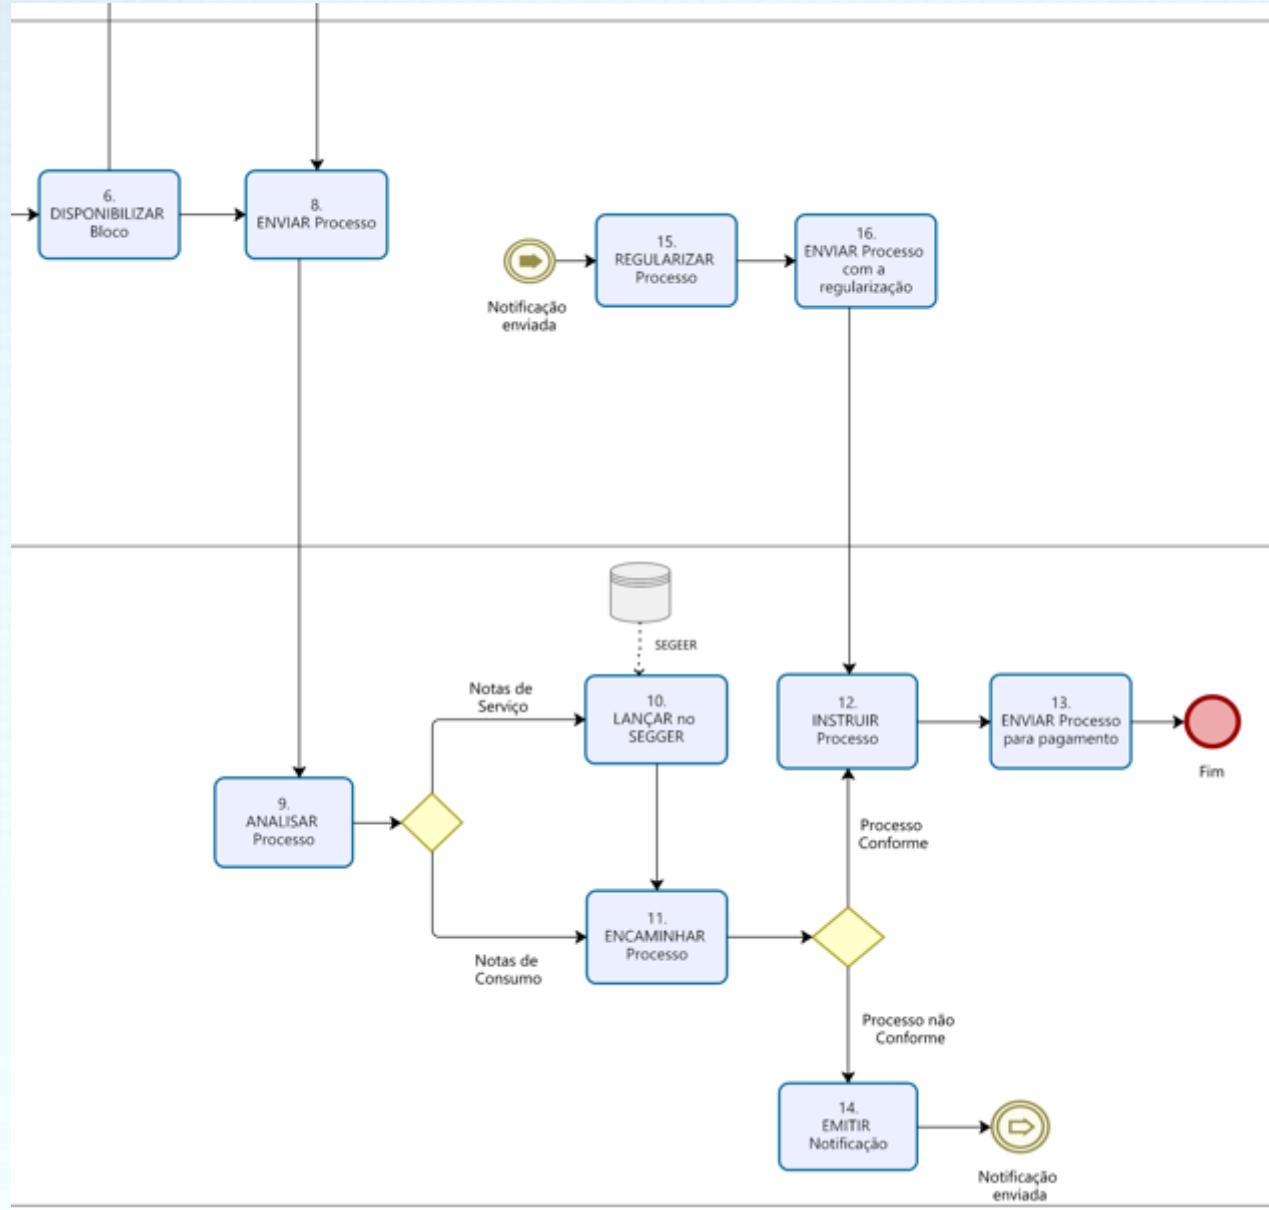 6.
DISPONIBILIZAR
Bloco
8.
ENVIAR Processo
Notificação
enviada
15.
REGULARIZAR
Processo
16.
ENVIAR Processo
com a
regularização
SEGEER
Notas de
Serviço
10.
LANÇAR no
SEGGER
12.
INSTRUIR
Processo
13.
ENVIAR Processo
para pagamento
Fim
9.
ANALISAR
Processo
Processo
Conforme
Notas de
Consumo
11.
ENCAMINHAR
Processo
Processo não
Conforme
14.
EMITIR
Notificação
Notificação
enviada